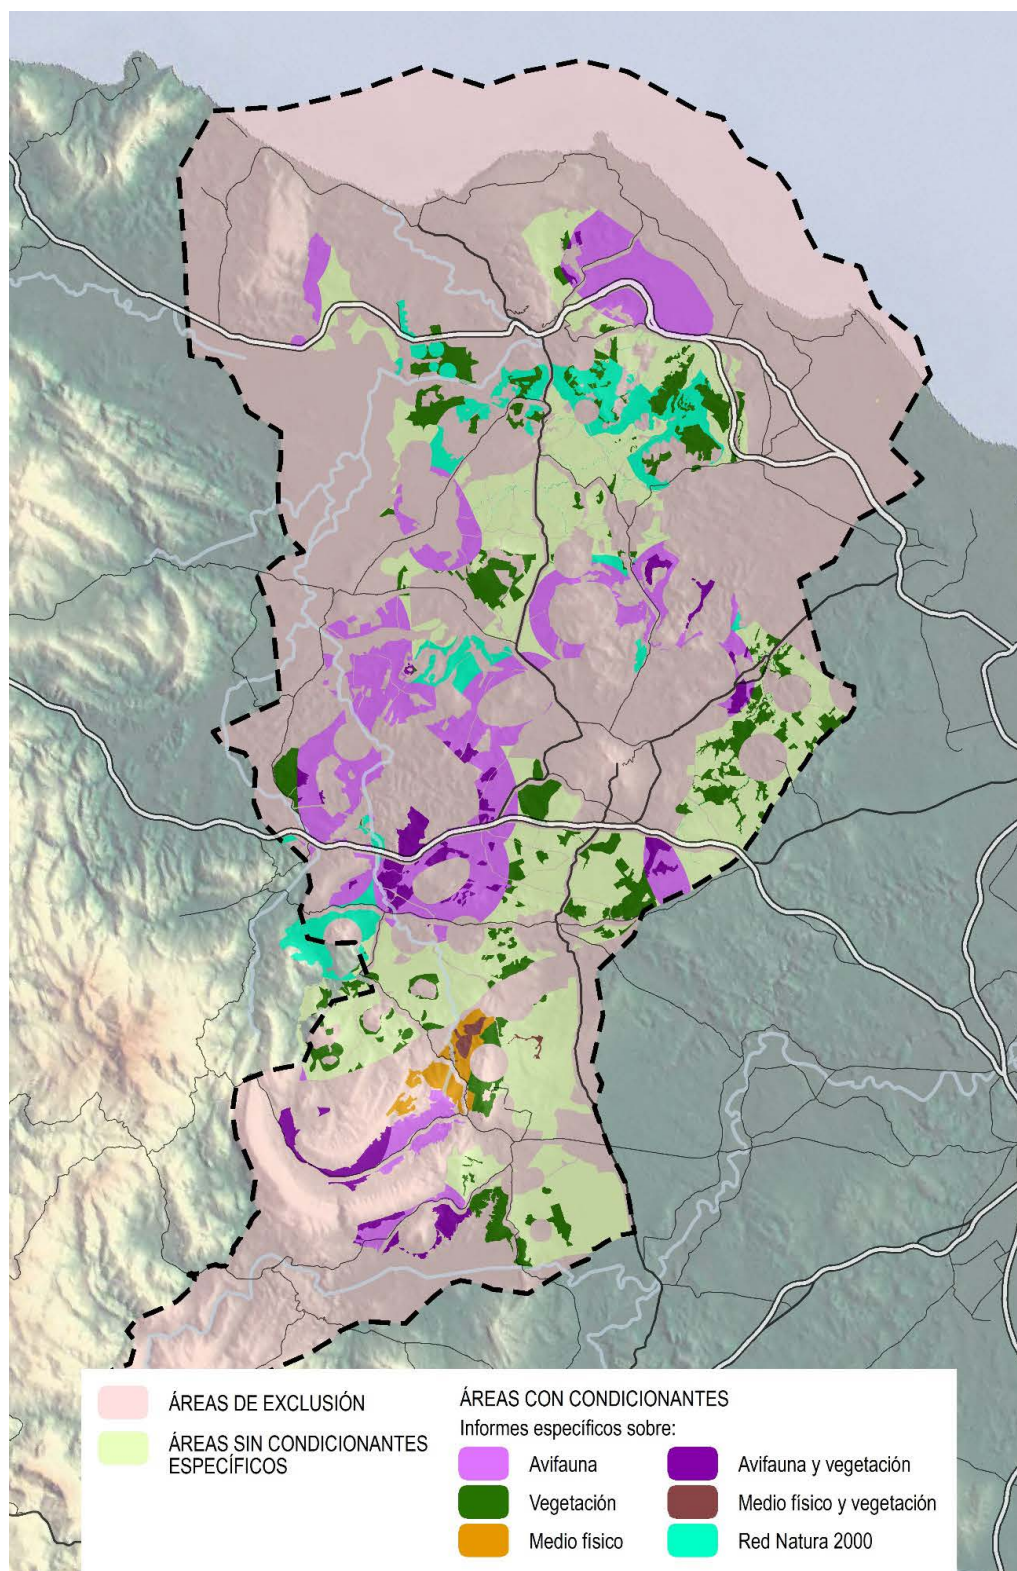 ÁREAS DE EXCLUSIÓN
ÁREAS SIN CONDICIONANTES
ESPECÍFICOS
ÁREAS CON CONDICIONANTES
Informes específicos sobre:
Avifauna
Vegetación
Medio físico
Avifauna y vegetación
Medio físico y vegetación
Red Natura 2000